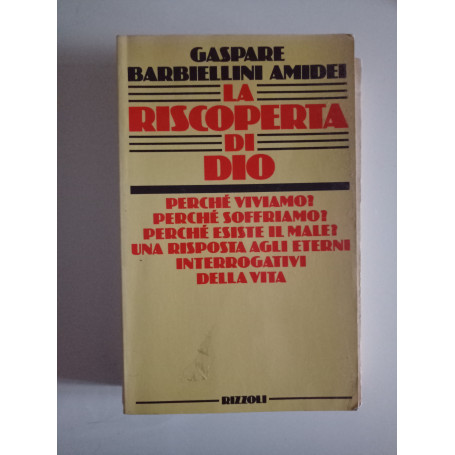 GASPARE
BARBIELLINI AMIDEI
LA
RISCOPERTA
DI
DIO
PERCHÉ VIVIAMO?
PERCHÉ SOFFRIAMO?
PERCHÉ ESISTE IL MALE?
UNA RISPOSTA AGLI ETERNI
INTERROGATIVI
DELLA VITA
RIZZOLI